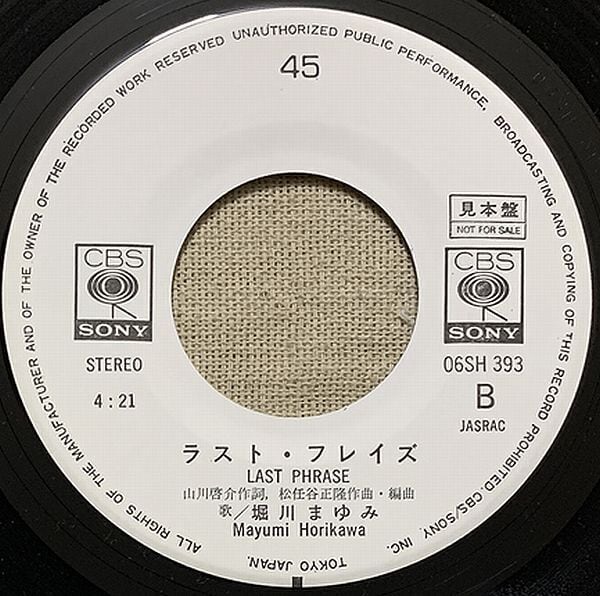 ALL RIGHTS OF THE MANUFACTURER AND OF THE OWNER OF THE RECORDED WORK RESERVED UNAUTHORIZED PUBLIC PERFORMANCE, BROADCASTING AND COPYING OF THIS RECORD PROHIBITED. CBS/SONY INC. TOKYO JAPAN.
45
見本盤
NOT FOR SALE
CBS
SONY
CBS
SONY
STEREO
06SH 393
4:21
B
JASRAC
ラスト・フレイズ
LAST PHRASE
山川啓介作詞, 松任谷正隆作曲・編曲
歌/堀川まゆみ
Mayumi Horikawa